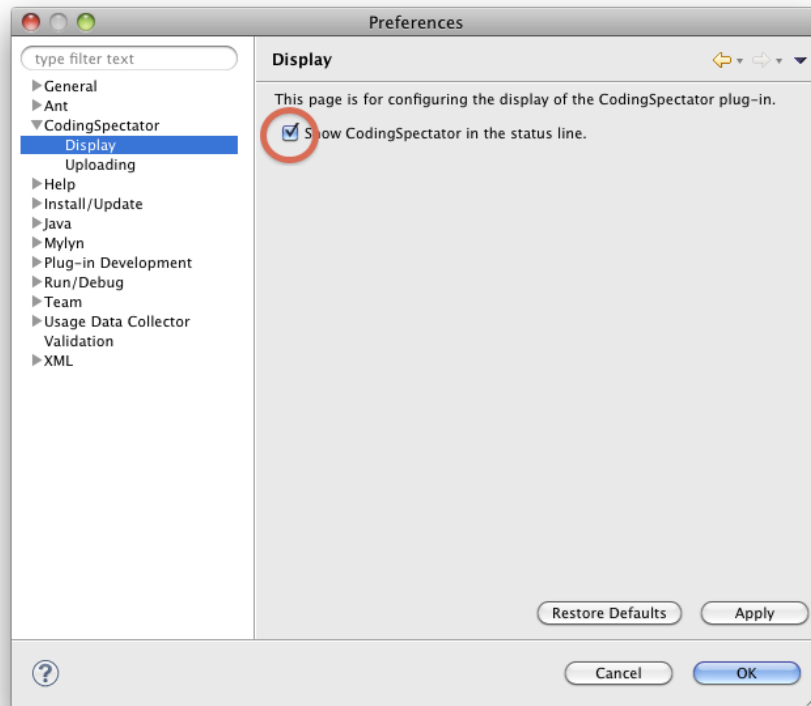 Preferences
type filter text
General
Ant
CodingSpectator
Display
Uploading
Help
Install/Update
Java
Mylyn
Plug-in Development
Run/Debug
Team
Usage Data Collector
Validation
XML
Display
This page is for configuring the display of the CodingSpectator plug-in.
Show CodingSpectator in the status line.
Restore Defaults
Apply
?
Cancel
OK